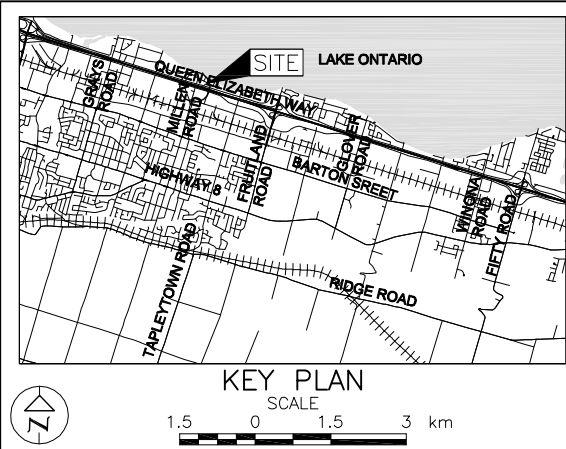 SITE
LAKE ONTARIO
QUEEN ELIZABETH WAY
GRAYS
ROAD
MILLEN
ROAD
FRUITLAND
ROAD
GLOVER
ROAD
BARTON SREET
HIGHWAY 8
WINONA
ROAD
FIFTY ROAD
TAPLEYTOWN ROAD
RIDGE ROAD
KEY PLAN
SCALE
1.5 0 1.5 3 km
N